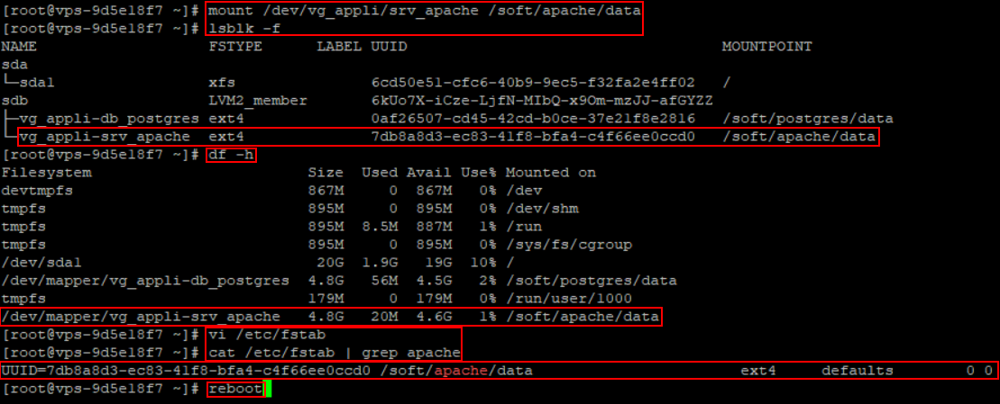 [root@vps-9d5e18f7 ~]# mount /dev/vg_appli/srv_apache /soft/apache/data
[root@vps-9d5e18f7 ~]# lsblk -f
NAME                    FSTYPE      LABEL UUID                                   MOUNTPOINT
sda
└─sda1                  xfs               6cd50e51-cfc6-40b9-9ec5-f32fa2e4ff02   /
sdb                     LVM2_member       6kUo7X-iCze-LjfN-MIbQ-x9Om-mzJJ-afGYZZ
├─vg_appli-db_postgres ext4              0af26507-cd45-42cd-b0ce-37e21f8e2816   /soft/postgres/data
└─vg_appli-srv_apache  ext4              7db8a8d3-ec83-41f8-bfa4-c4f66ee0ccd0   /soft/apache/data
[root@vps-9d5e18f7 ~]# df -h
Filesystem                        Size  Used Avail Use% Mounted on
devtmpfs                          867M     0  867M   0% /dev
tmpfs                             895M     0  895M   0% /dev/shm
tmpfs                             895M  8.5M  887M   1% /run
tmpfs                             895M     0  895M   0% /sys/fs/cgroup
/dev/sda1                          20G  1.9G   19G  10% /
/dev/mapper/vg_appli-db_postgres  4.8G   56M  4.5G   2% /soft/postgres/data
tmpfs                             179M     0  179M   0% /run/user/1000
/dev/mapper/vg_appli-srv_apache   4.8G   20M  4.6G   1% /soft/apache/data
[root@vps-9d5e18f7 ~]# vi /etc/fstab
[root@vps-9d5e18f7 ~]# cat /etc/fstab | grep apache
UUID=7db8a8d3-ec83-41f8-bfa4-c4f66ee0ccd0 /soft/apache/data                       ext4     defaults        0 0
[root@vps-9d5e18f7 ~]# reboot